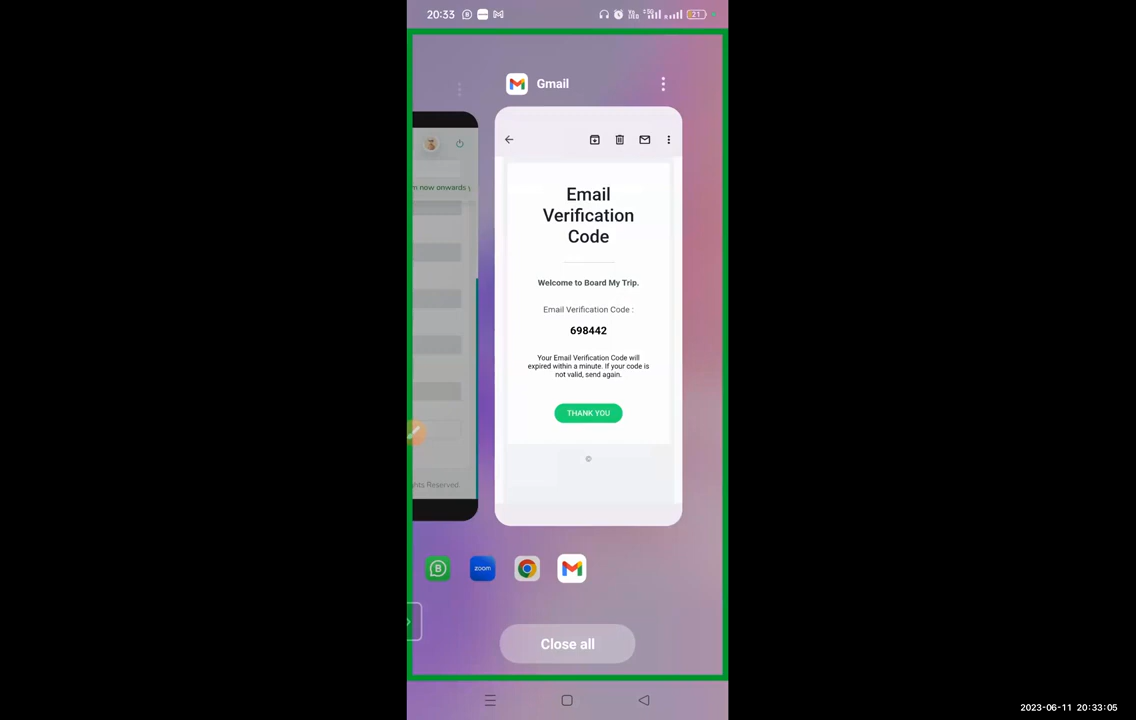 20:33
21
Gmail
m now onwards
Email
Verification
Code
Welcome to Board My Trip.
Email Verification Code :
698442
Your Email Verification Code will
expired within a minute. If your code is
not valid, send again.
THANK YOU
ghts Reserved.
B
zoom
Close all
2023-06-11 20:33:05